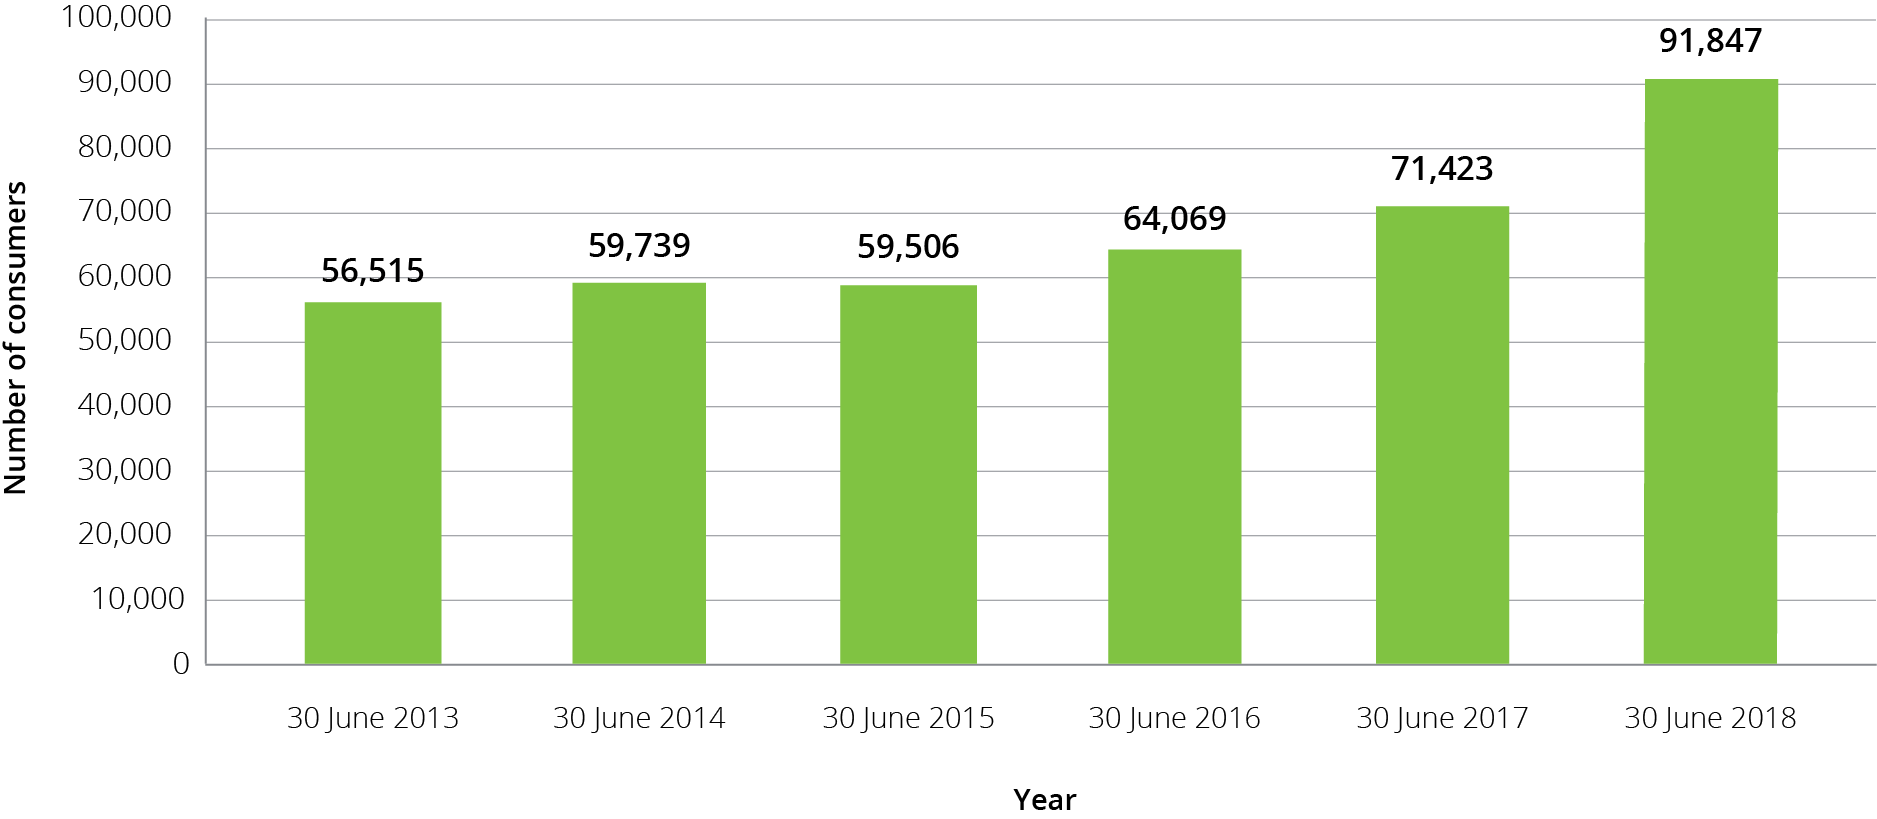 Number of consumers
100,000
90,000
80,000
70,000
60,000
50,000
40,000
30,000
20,000
10,000
0
56,515
59,739
59,506
64,069
71,423
91,847
30 June 2013
30 June 2014
30 June 2015
30 June 2016
30 June 2017
30 June 2018
Year